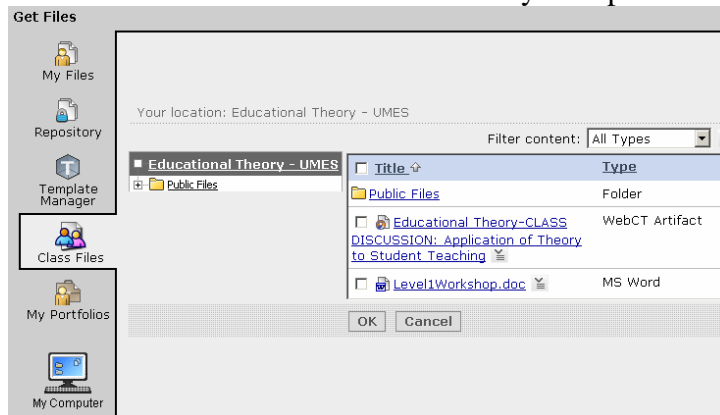 Get Files
My Files
Repository
Template
Manager
Class Files
My Portfolios
My Computer
Your location: Educational Theory - UMES
Filter content: All Types
Educational Theory - UMES
Public Files
Title Type
Public Files Folder
Educational Theory-CLASS WebCT Artifact
DISCUSSION: Application of Theory
to Student Teaching
Level1Workshop.doc MS Word
OK Cancel